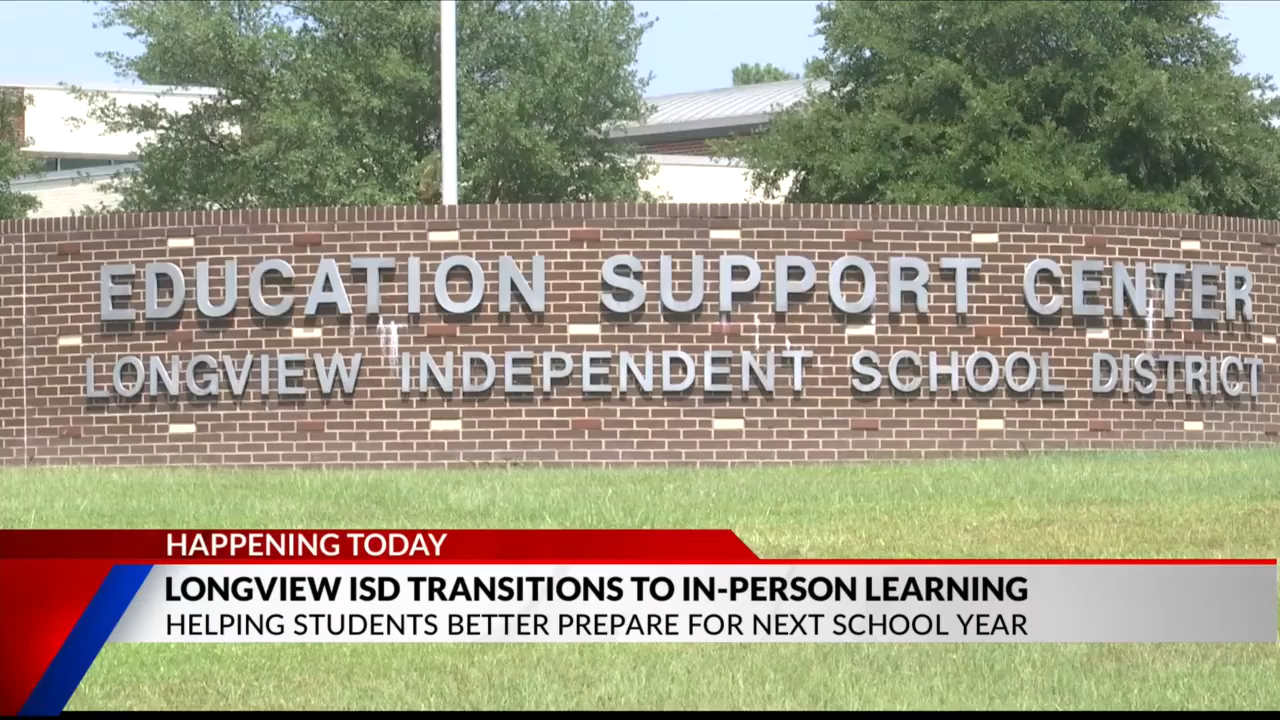 EDUCATION SUPPORT CENTER
LONGVIEW INDEPENDENT SCHOOL DISTRICT
HAPPENING TODAY
LONGVIEW ISD TRANSITIONS TO IN-PERSON LEARNING
HELPING STUDENTS BETTER PREPARE FOR NEXT SCHOOL YEAR